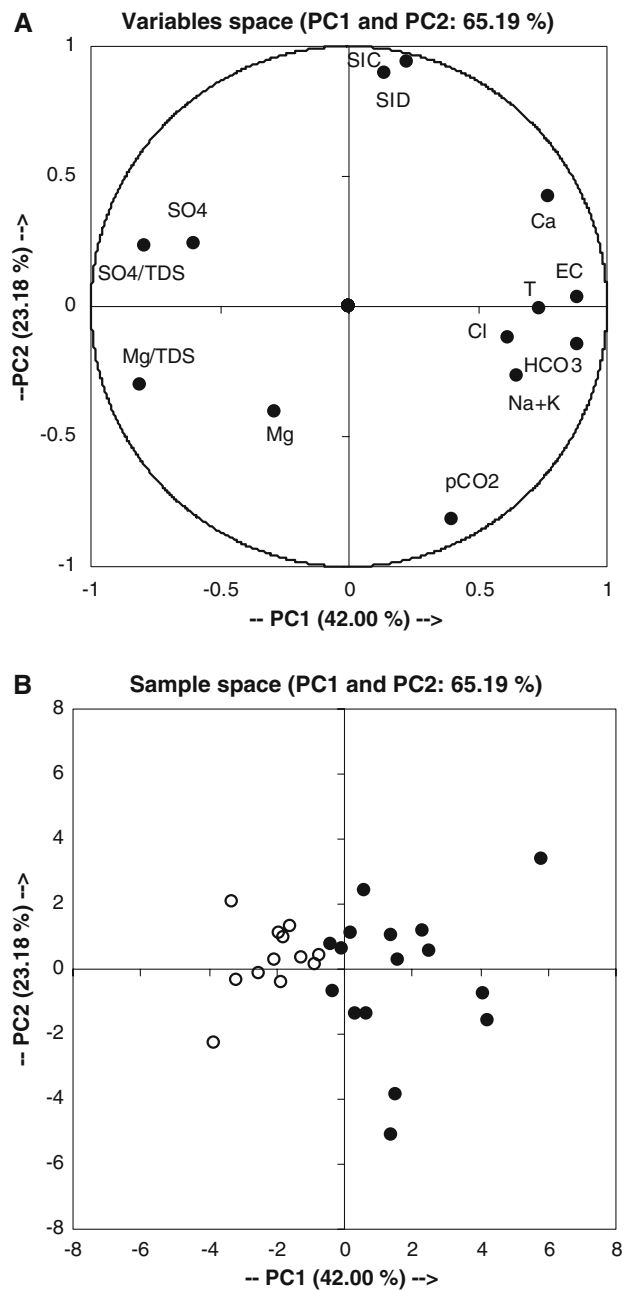 A
Variables space (PC1 and PC2: 65.19 %)
1
SIC
SID
0.5
SO4
Ca
SO4/TDS
EC
T
0
Cl
Mg/TDS
HCO3
Na+K
Mg
-0.5
pCO2
-1
-1 -0.5 0 0.5 1
--PC2 (23.18 %) -->
-- PC1 (42.00 %) -->
B
Sample space (PC1 and PC2: 65.19 %)
8
6
4
2
0
-2
-4
-6
-8
-8 -6 -4 -2 0 2 4 6 8
-- PC2 (23.18 %) -->
-- PC1 (42.00 %) -->